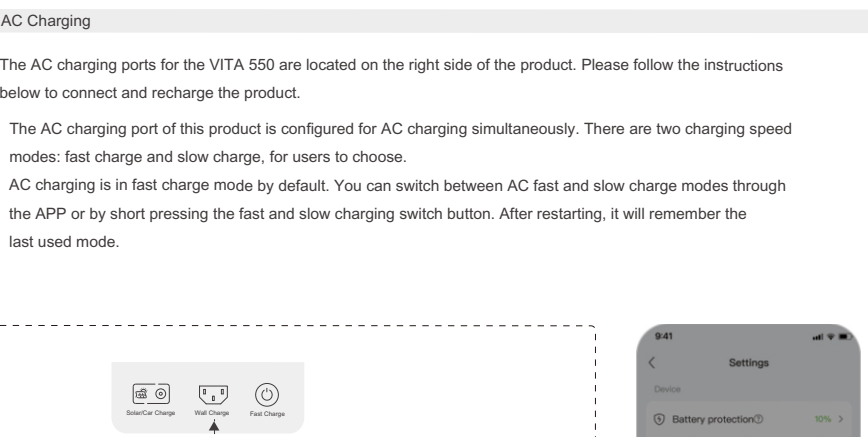 AC Charging
The AC charging ports for the VITA 550 are located on the right side of the product. Please follow the instructions
below to connect and recharge the product.
The AC charging port of this product is configured for AC charging simultaneously. There are two charging speed
modes: fast charge and slow charge, for users to choose.
AC charging is in fast charge mode by default. You can switch between AC fast and slow charge modes through
the APP or by short pressing the fast and slow charging switch button. After restarting, it will remember the
last used mode.
Solar/Car Charge Wall Charge Fast Charge
9:41
Settings
Device
Battery protection 10%